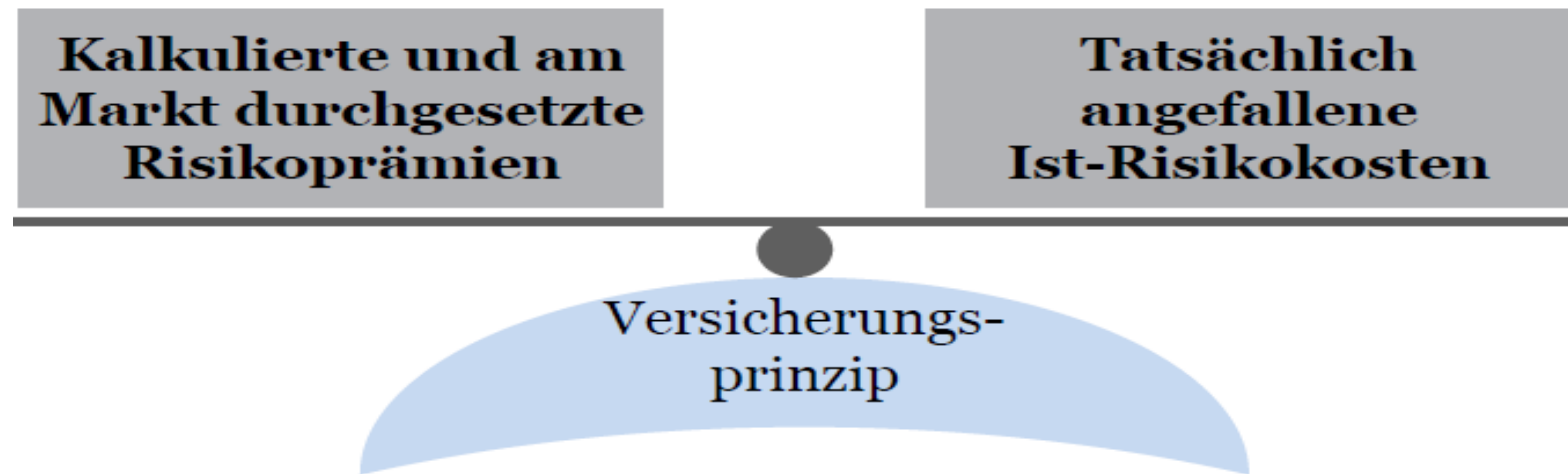 Kalkulierte und am
Markt durchgesetzte
Risikoprämien
Tatsächlich
angefallene
Ist-Risikokosten
Versicherungs-
prinzip